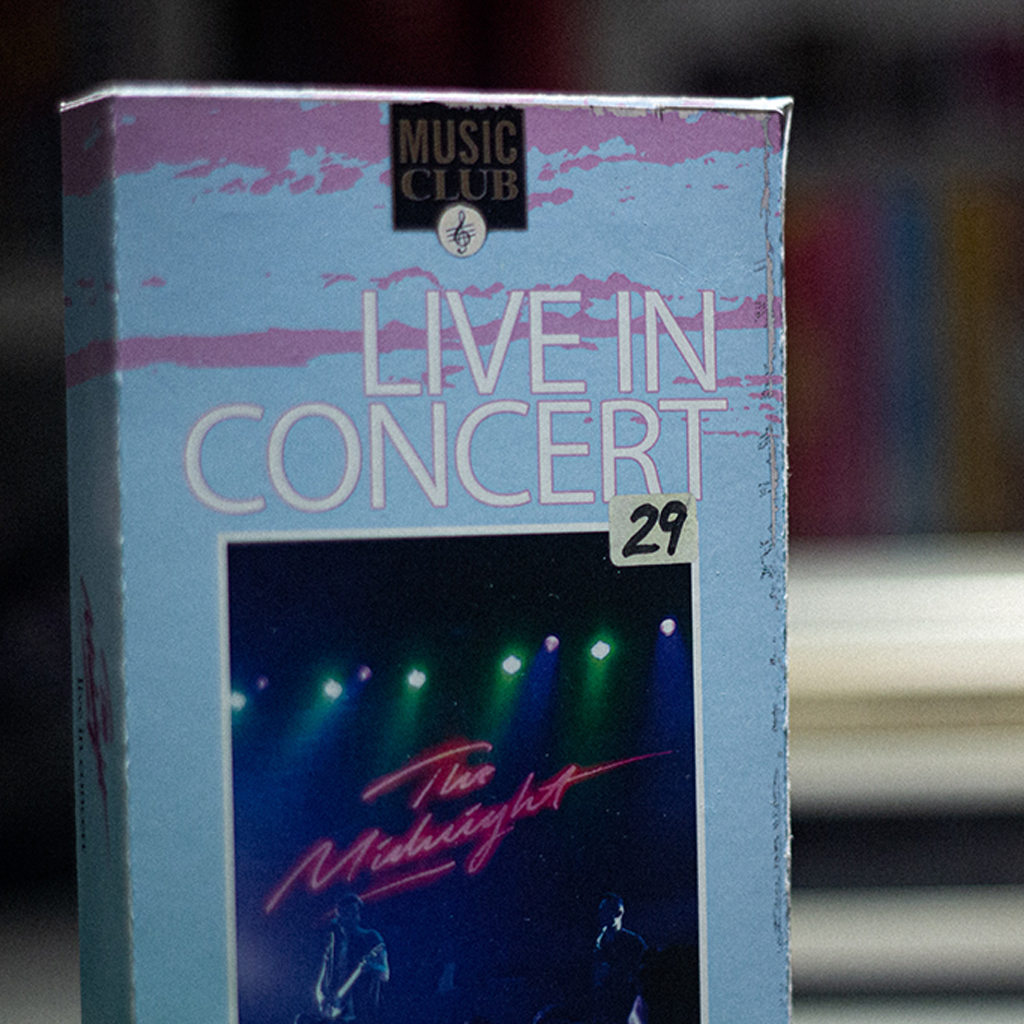 MUSIC
CLUB
LIVE IN
CONCERT
29
The
Midnight